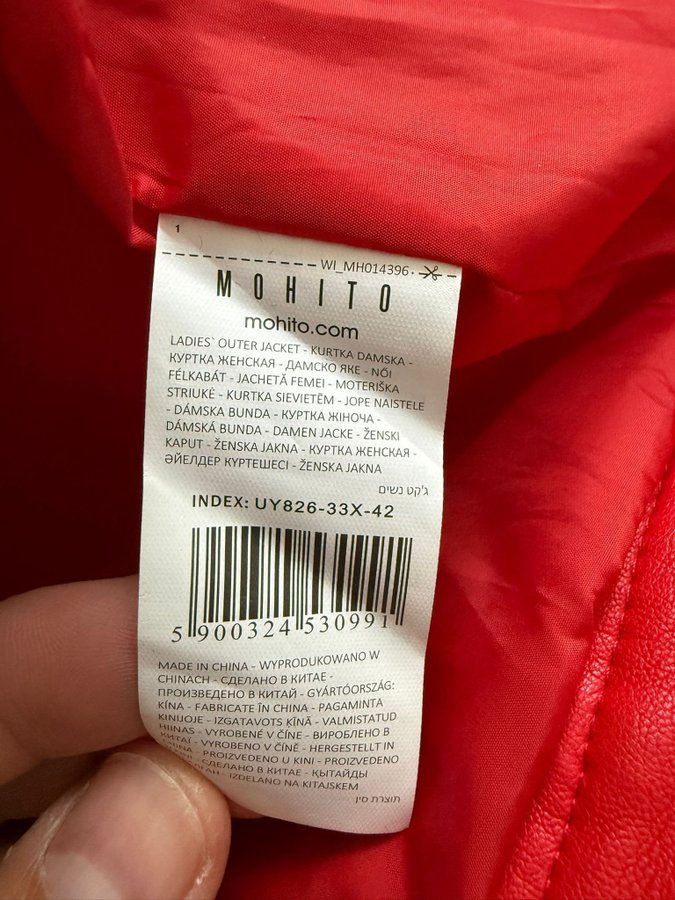 1
WI_MH014396
MOHITO
mohito.com
LADIES` OUTER JACKET - KURTKA DAMSKA -
КУРТКА ЖЕНСКАЯ - ДАМСКО ЯКЕ - NŐI
FÉLKABÁT - JACHETĂ FEMEI - MOTERIŠKA
STRIUKĖ - KURTKA SIEVIETĒM - JOPE NAISTELE
- DÁMSKA BUNDA - КУРТКА ЖІНОЧА -
DÁMSKÁ BUNDA - DAMEN JACKE - ŽENSKI
KAPUT - ŽENSKA JAKNA - КУРТКА ЖЕНСКАЯ -
ӘЙЕЛДЕР КУРТЕШЕСІ - ŽENSKA JAKNA
ג'קט נשים
INDEX: UY826-33X-42
5 900324 530991
MADE IN CHINA - WYPRODUKOWANO W
CHINACH - СДЕЛАНО В КИТАЕ -
ПРОИЗВЕДЕНО В КИТАЙ - GYÁRTÓORSZÁG:
KÍNA - FABRICATE ÎN CHINA - PAGAMINTA
KINIJOJE - IZGATAVOTS ĶĪNĀ - VALMISTATUD
HIINAS - VYROBENÉ V ČÍNE - ВИРОБЛЕНО В
КИТАЇ - VYROBENO V ČÍNĚ - HERGESTELLT IN
- PROIZVEDENO U KINI - PROIZVEDENO
- СДЕЛАНО В КИТАЕ - ҚЫТАЙДЫ
- IZDELANO NA KITAJSKEM
תוצרת סין